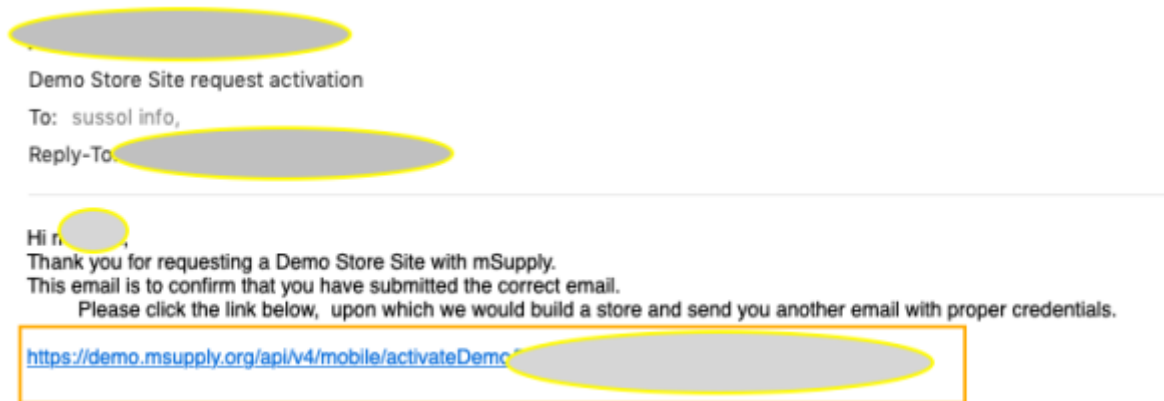 Demo Store Site request activation
To: sussol info,
Reply-To:
Hi
Thank you for requesting a Demo Store Site with mSupply.
This email is to confirm that you have submitted the correct email.
Please click the link below, upon which we would build a store and send you another email with proper credentials.
https://demo.msupply.org/api/v4/mobile/activateDemo